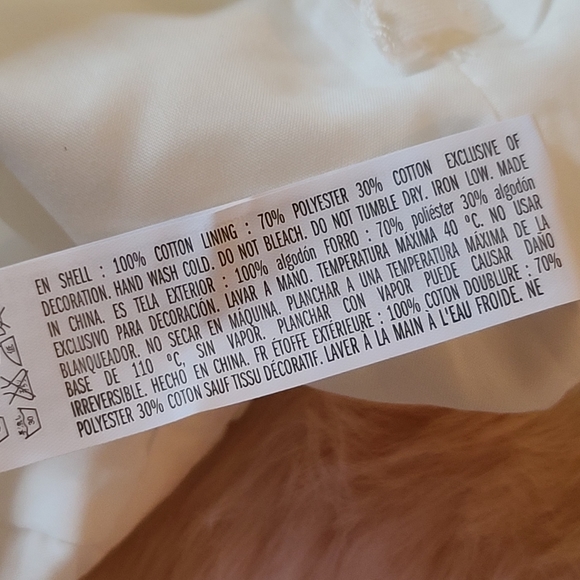 EN SHELL : 100% COTTON LINING : 70% POLYESTER 30% COTTON EXCLUSIVE OF
DECORATION. HAND WASH COLD. DO NOT BLEACH. DO NOT TUMBLE DRY. IRON LOW. MADE
IN CHINA. ES TELA EXTERIOR : 100% algodón FORRO : 70% poliéster 30% algodón
EXCLUSIVO PARA DECORACIÓN. LAVAR A MANO. TEMPERATURA MÁXIMA 40 °C. NO USAR
BLANQUEADOR. NO SECAR EN MÁQUINA. PLANCHAR A UNA TEMPERATURA MÁXIMA DE LA
BASE DE 110 °C, SIN VAPOR. PLANCHAR CON VAPOR PUEDE CAUSAR DAÑO
IRREVERSIBLE. HECHO EN CHINA. FR ÉTOFFE EXTÉRIEURE : 100% COTON DOUBLURE : 70%
POLYESTER 30% COTON SAUF TISSU DÉCORATIF. LAVER À LA MAIN À L'EAU FROIDE. NE